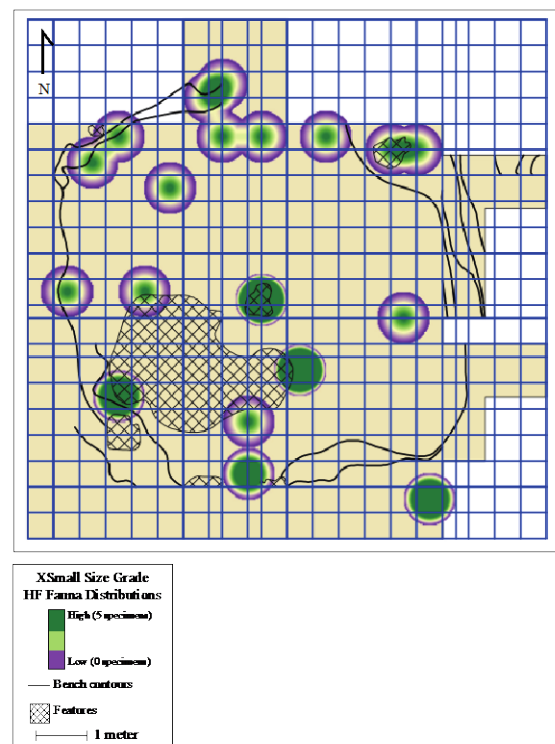 N
XSmall Size Grade
HF Fauna Distributions
High (5 specimens)
Low (0 specimens)
Bench contours
Features
1 meter